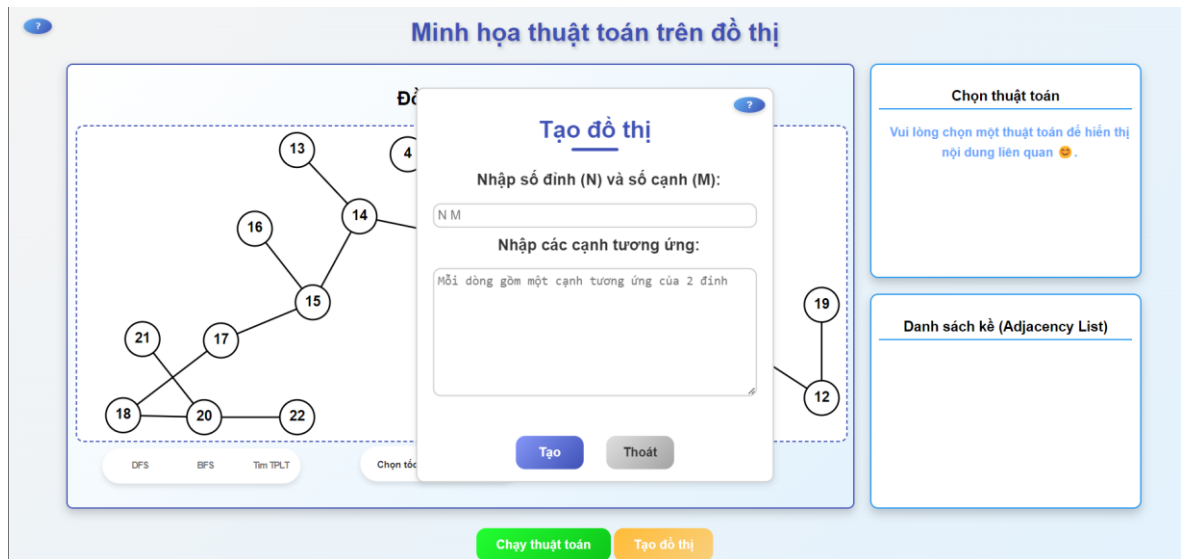 ?
Minh họa thuật toán trên đồ thị
Đồ
?
Tạo đồ thị
Nhập số đỉnh (N) và số cạnh (M):
N M
Nhập các cạnh tương ứng:
Mỗi dòng gồm một cạnh tương ứng của 2 đỉnh
Tạo
Thoát
13
4
14
16
15
21
17
18
20
22
19
12
DFS
BFS
Tìm TPLT
Chọn tốc
Chọn thuật toán
Vui lòng chọn một thuật toán để hiển thị
nội dung liên quan 😊 .
Danh sách kề (Adjacency List)
Chạy thuật toán
Tạo đồ thị